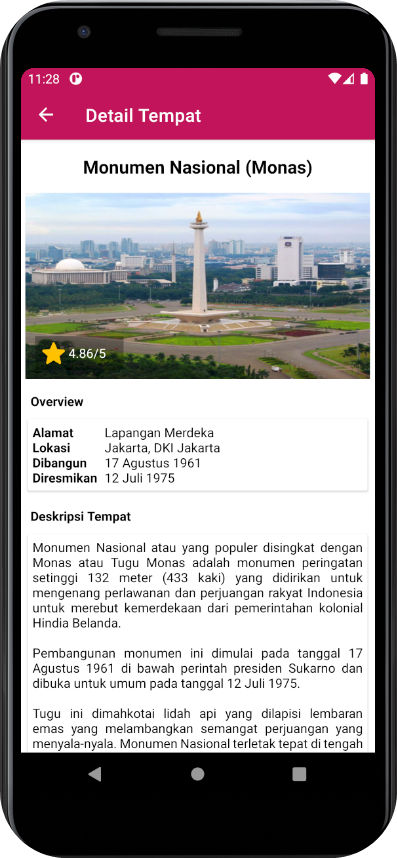 11:28
Detail Tempat
Monumen Nasional (Monas)
4.86/5
Overview
Alamat Lapangan Merdeka
Lokasi Jakarta, DKI Jakarta
Dibangun 17 Agustus 1961
Diresmikan 12 Juli 1975
Deskripsi Tempat
Monumen Nasional atau yang populer disingkat dengan
Monas atau Tugu Monas adalah monumen peringatan
setinggi 132 meter (433 kaki) yang didirikan untuk
mengenang perlawanan dan perjuangan rakyat Indonesia
untuk merebut kemerdekaan dari pemerintahan kolonial
Hindia Belanda.
Pembangunan monumen ini dimulai pada tanggal 17
Agustus 1961 di bawah perintah presiden Sukarno dan
dibuka untuk umum pada tanggal 12 Juli 1975.
Tugu ini dimahkotai lidah api yang dilapisi lembaran
emas yang melambangkan semangat perjuangan yang
menyala-nyala. Monumen Nasional terletak tepat di tengah